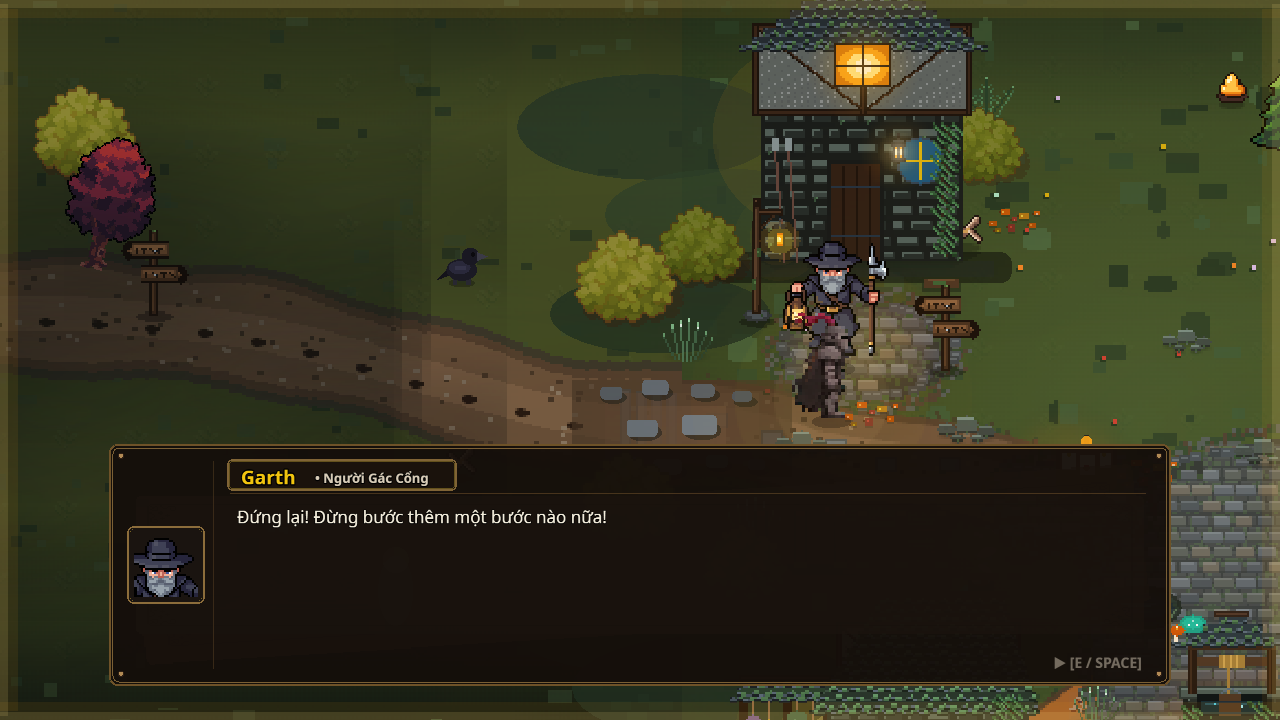 Garth • Người Gác Cổng
Đứng lại! Đừng bước thêm một bước nào nữa!
▶ [E / SPACE]